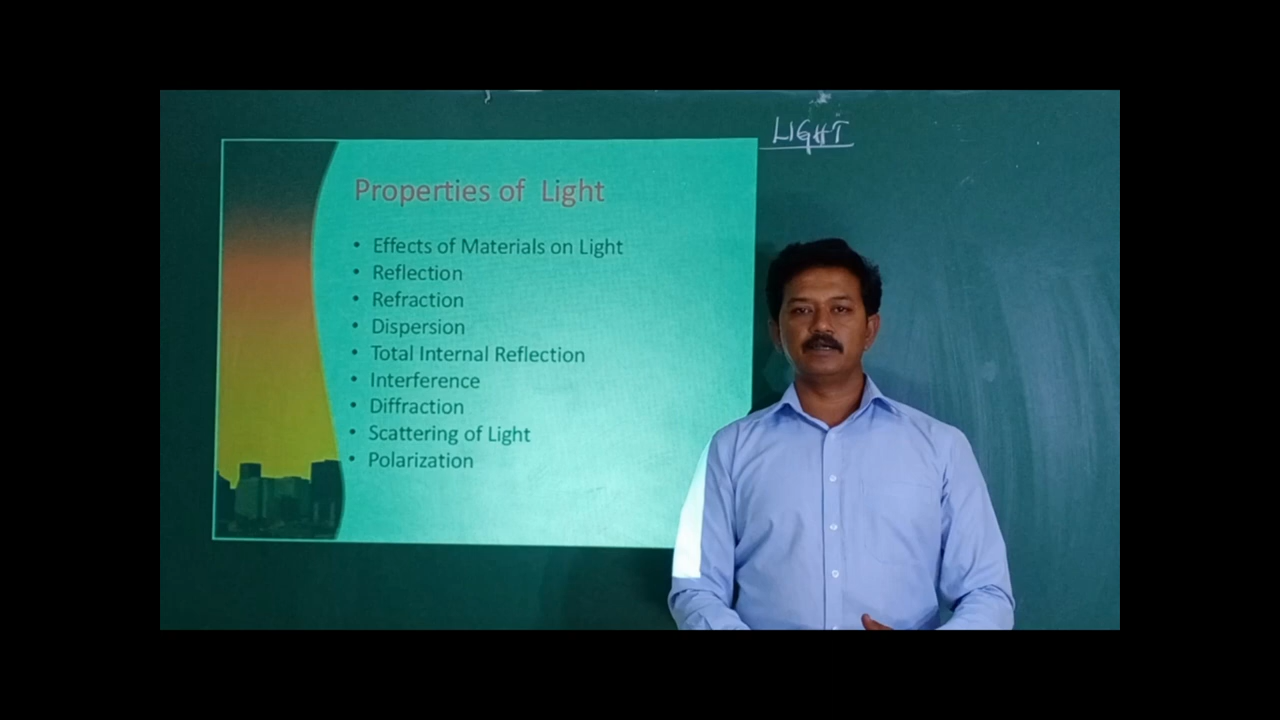 LIGHT
Properties of Light
• Effects of Materials on Light
• Reflection
• Refraction
• Dispersion
• Total Internal Reflection
• Interference
• Diffraction
• Scattering of Light
• Polarization